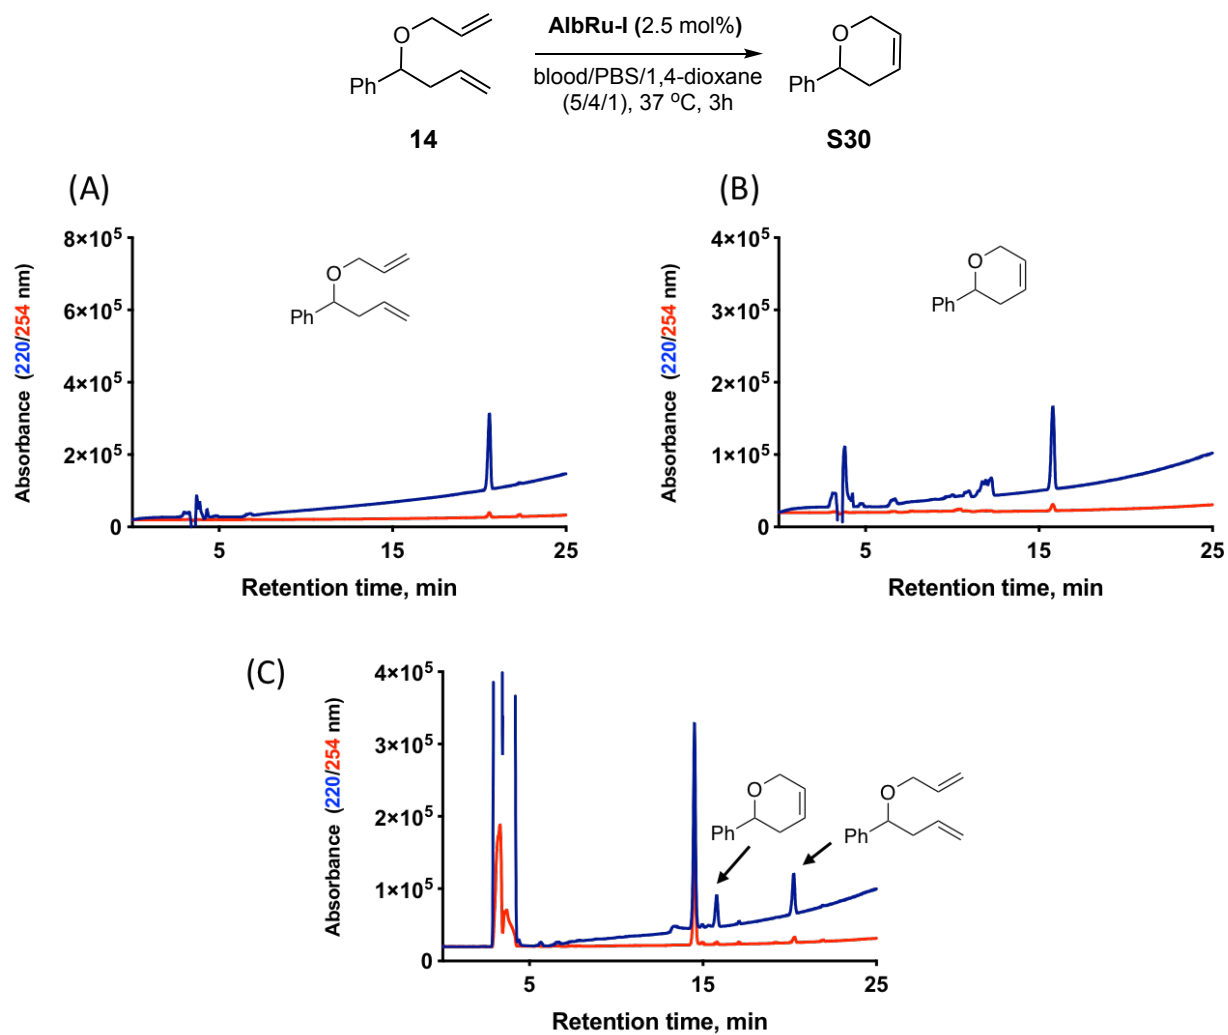 AlbRu-I (2.5 mol%)
blood/PBS/1,4-dioxane
(5/4/1), 37 °C, 3h
O
Ph
14
O
Ph
S30
(A)
8×10⁵
6×10⁵
4×10⁵
2×10⁵
0
5
15
25
Absorbance (220/254 nm)
Retention time, min
O
Ph
(B)
4×10⁵
3×10⁵
2×10⁵
1×10⁵
0
5
15
25
Absorbance (220/254 nm)
Retention time, min
O
Ph
(C)
4×10⁵
3×10⁵
2×10⁵
1×10⁵
0
5
15
25
Absorbance (220/254 nm)
Retention time, min
O
Ph
O
Ph